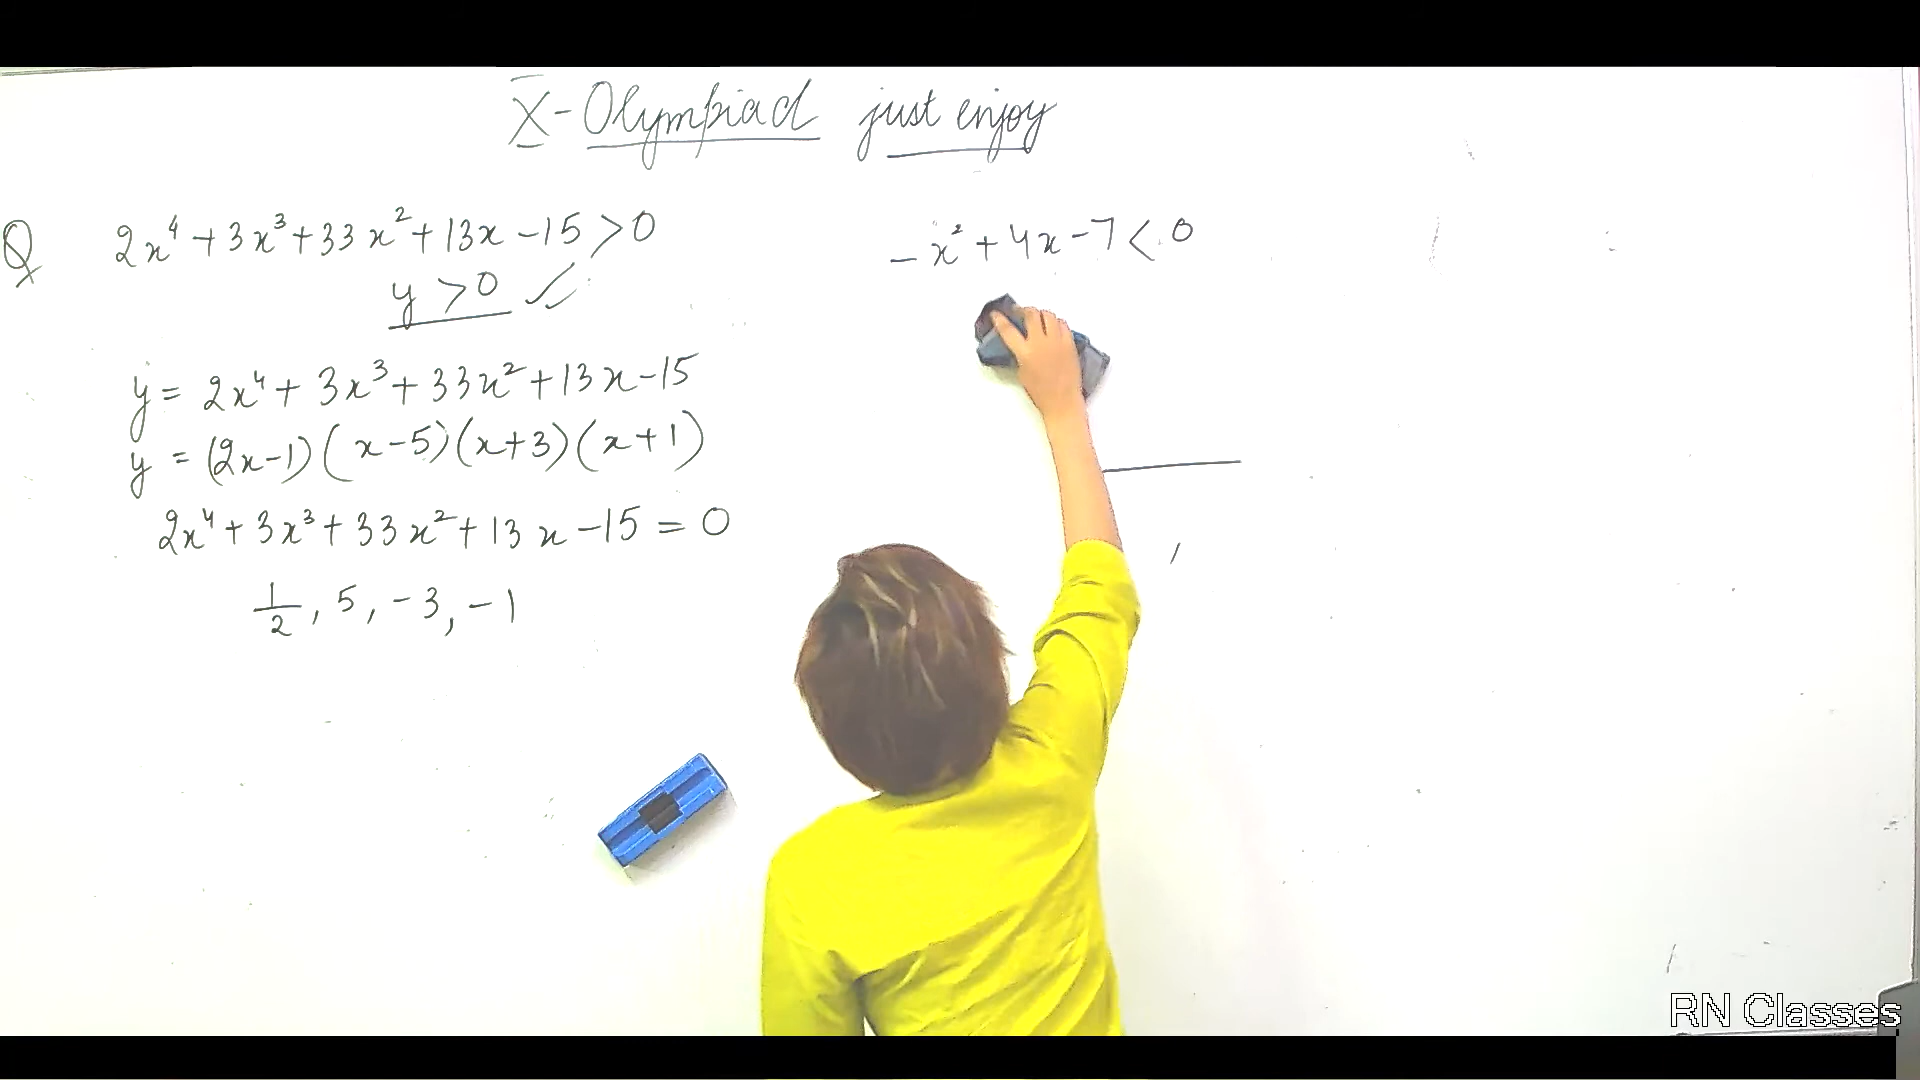 X-Olympiad just enjoy
Q 2x⁴+3x³+33x²+13x-15>0
y>0 ✓
y = 2x⁴+3x³+33x²+13x-15
y = (2x-1)(x-5)(x+3)(x+1)
2x⁴+3x³+33x²+13x-15=0
1/2, 5, -3, -1
-x²+4x-7<0
RN Classes